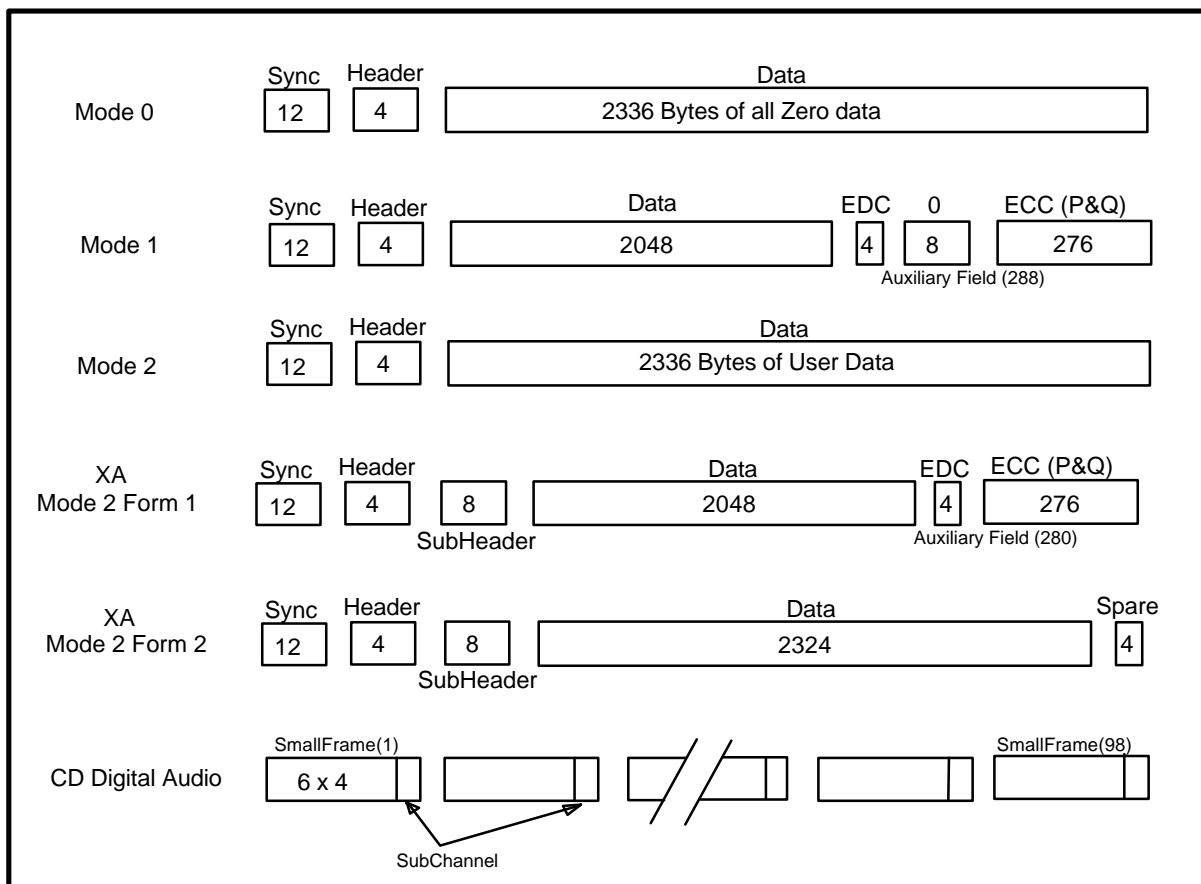 Sync Header Data
Mode 0 12 4 2336 Bytes of all Zero data
Sync Header Data EDC 0 ECC (P&Q)
Mode 1 12 4 2048 4 8 276
Auxiliary Field (288)
Sync Header Data
Mode 2 12 4 2336 Bytes of User Data
XA
Mode 2 Form 1
Sync Header Data EDC ECC (P&Q)
12 4 8 2048 4 276
SubHeader Auxiliary Field (280)
XA
Mode 2 Form 2
Sync Header Data Spare
12 4 8 2324 4
SubHeader
SmallFrame(1) SmallFrame(98)
CD Digital Audio 6 x 4
SubChannel